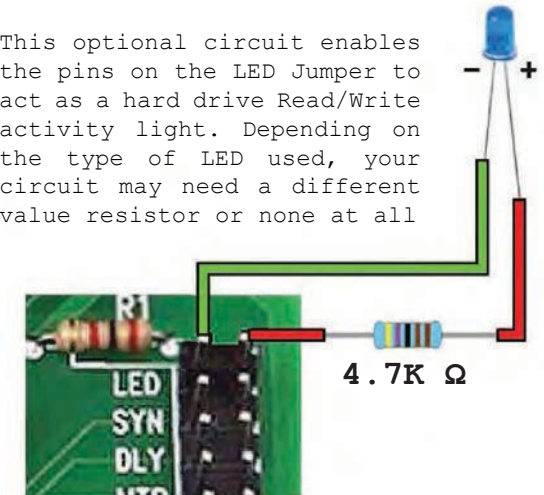 This optional circuit enables
the pins on the LED Jumper to
act as a hard drive Read/Write
activity light. Depending on
the type of LED used, your
circuit may need a different
value resistor or none at all
- +
R1
4.7K Ω
LED
SYN
DLY